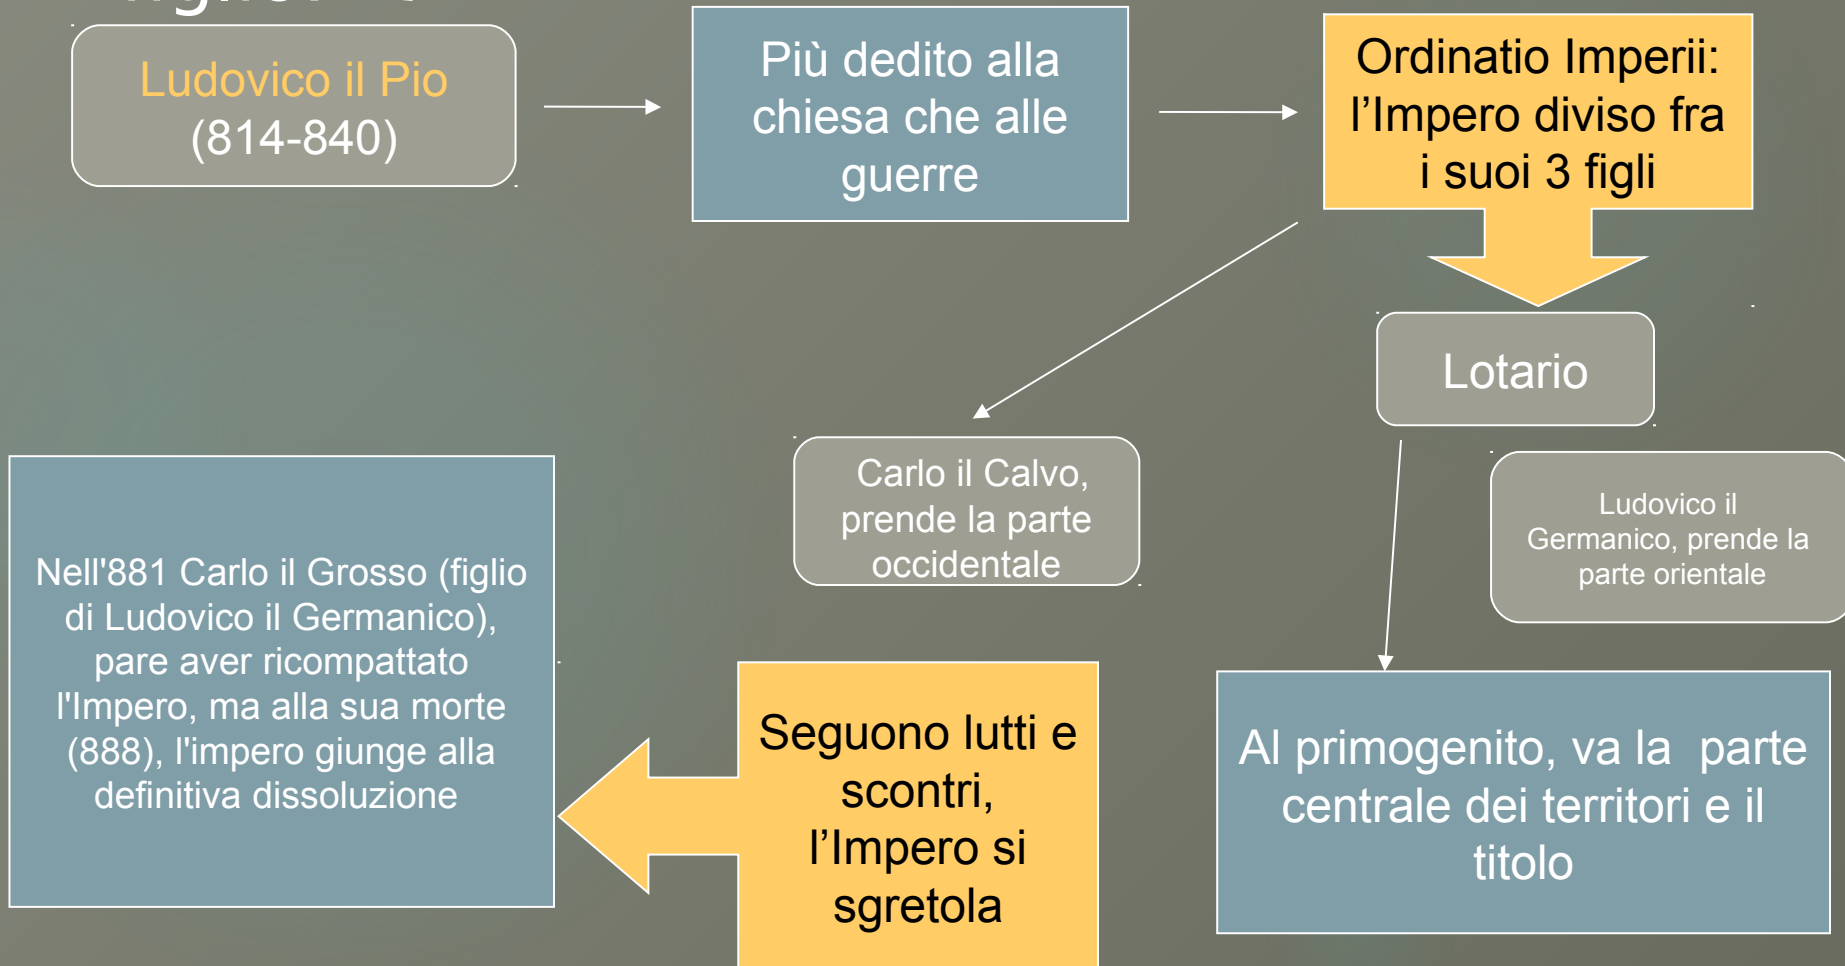 Ludovico il Pio
(814-840)
Più dedito alla
chiesa che alle
guerre
Ordinatio Imperii:
l’Impero diviso fra
i suoi 3 figli
Lotario
Carlo il Calvo,
prende la parte
occidentale
Ludovico il
Germanico, prende la
parte orientale
Al primogenito, va la parte
centrale dei territori e il
titolo
Seguono lutti e
scontri,
l’Impero si
sgretola
Nell'881 Carlo il Grosso (figlio
di Ludovico il Germanico),
pare aver ricompattato
l'Impero, ma alla sua morte
(888), l'impero giunge alla
definitiva dissoluzione